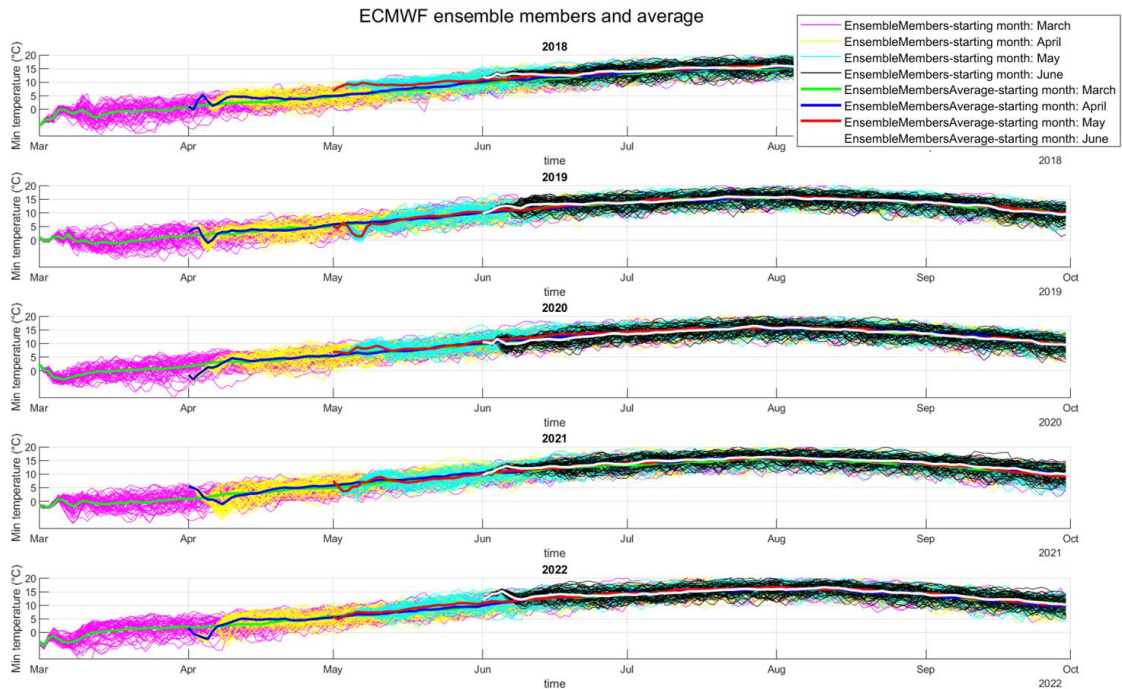 ECMWF ensemble members and average
EnsembleMembers-starting month: March
EnsembleMembers-starting month: April
EnsembleMembers-starting month: May
EnsembleMembers-starting month: June
EnsembleMembersAverage-starting month: March
EnsembleMembersAverage-starting month: April
EnsembleMembersAverage-starting month: May
EnsembleMembersAverage-starting month: June
2018
Min temperature (°C)
20
15
10
5
0
Mar Apr May Jun Jul Aug
time
2018
2019
Min temperature (°C)
20
15
10
5
0
Mar Apr May Jun Jul Aug Sep Oct
time
2019
2020
Min temperature (°C)
20
15
10
5
0
Mar Apr May Jun Jul Aug Sep Oct
time
2020
2021
Min temperature (°C)
20
15
10
5
0
Mar Apr May Jun Jul Aug Sep Oct
time
2021
2022
Min temperature (°C)
20
15
10
5
0
Mar Apr May Jun Jul Aug Sep Oct
time
2022